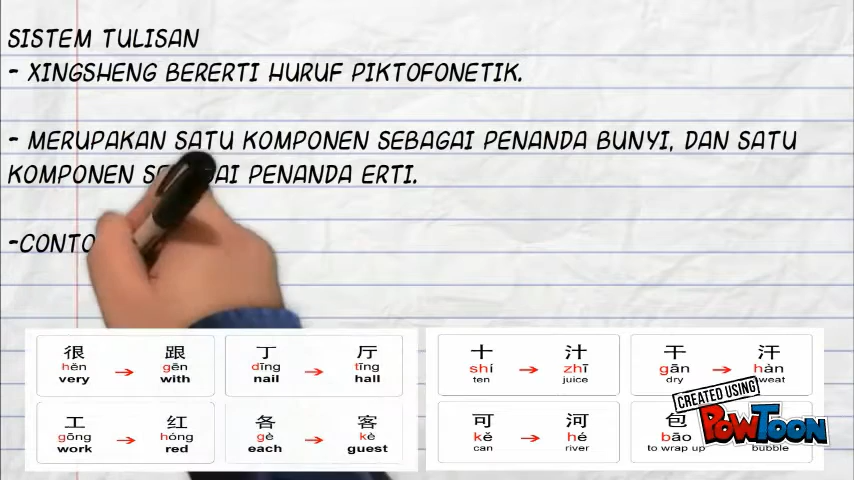 SISTEM TULISAN
- XINGSHENG BERERTI HURUF PIKTOFONETIK.
- MERUPAKAN SATU KOMPONEN SEBAGAI PENANDA BUNYI, DAN SATU
KOMPONEN PENANDA ERTI.
-CONTO
很 → 跟
hěn gēn
very with
丁 → 厅
dīng tīng
nail hall
十 → 汁
shí zhī
ten juice
干 → 汗
gān hàn
dry
工 → 红
gōng hóng
work red
各 → 客
gè kè
each guest
可 → 河
kě hé
can river
包
bāo
to wrap up bubble
CREATED USING
POWTOON